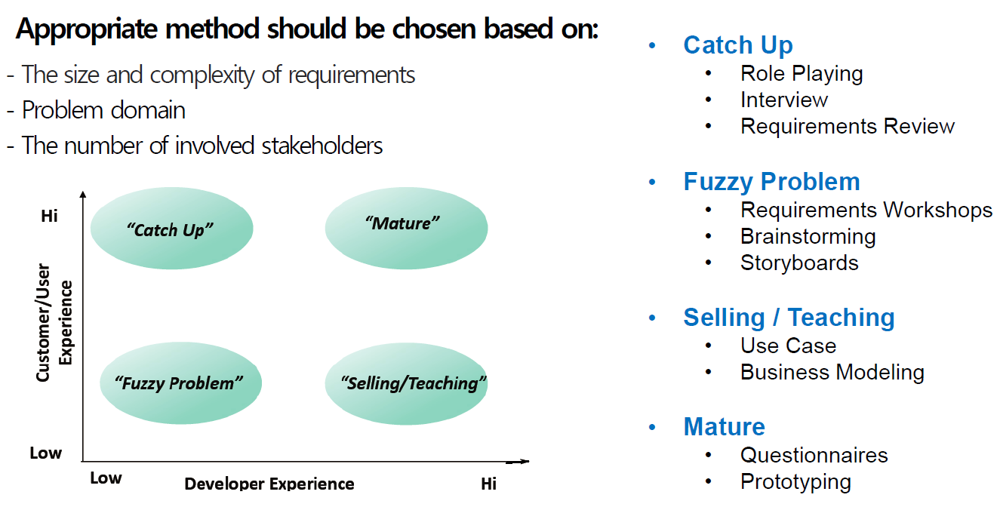 Appropriate method should be chosen based on:
- The size and complexity of requirements
- Problem domain
- The number of involved stakeholders
Hi
"Catch Up"
"Mature"
Customer/User
Experience
"Fuzzy Problem"
"Selling/Teaching"
Low
Low
Developer Experience
Hi
• Catch Up
• Role Playing
• Interview
• Requirements Review
• Fuzzy Problem
• Requirements Workshops
• Brainstorming
• Storyboards
• Selling / Teaching
• Use Case
• Business Modeling
• Mature
• Questionnaires
• Prototyping